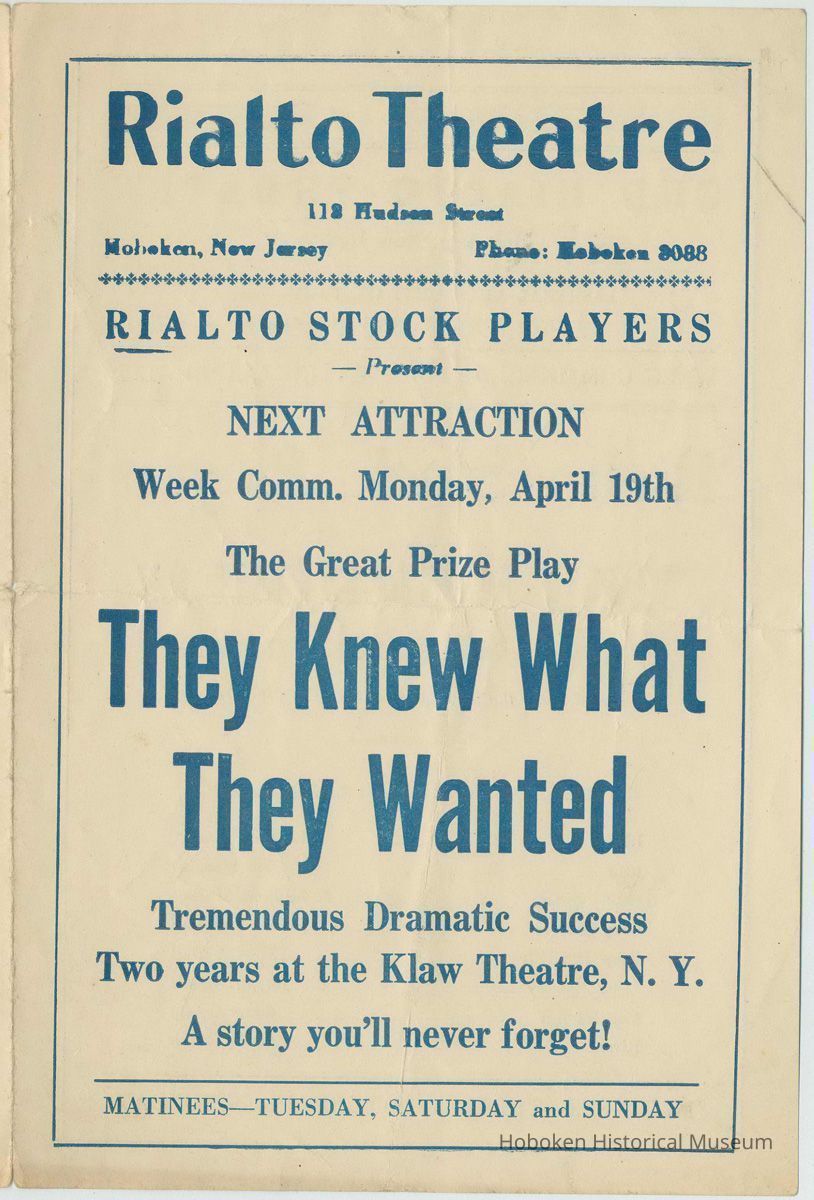 Rialto Theatre
118 Hudson Street
Hoboken, New Jersey Phone: Hoboken 8088
RIALTO STOCK PLAYERS
— Present —
NEXT ATTRACTION
Week Comm. Monday, April 19th
The Great Prize Play
They Knew What
They Wanted
Tremendous Dramatic Success
Two years at the Klaw Theatre, N. Y.
A story you'll never forget!
MATINEES—TUESDAY, SATURDAY and SUNDAY
Hoboken Historical Museum